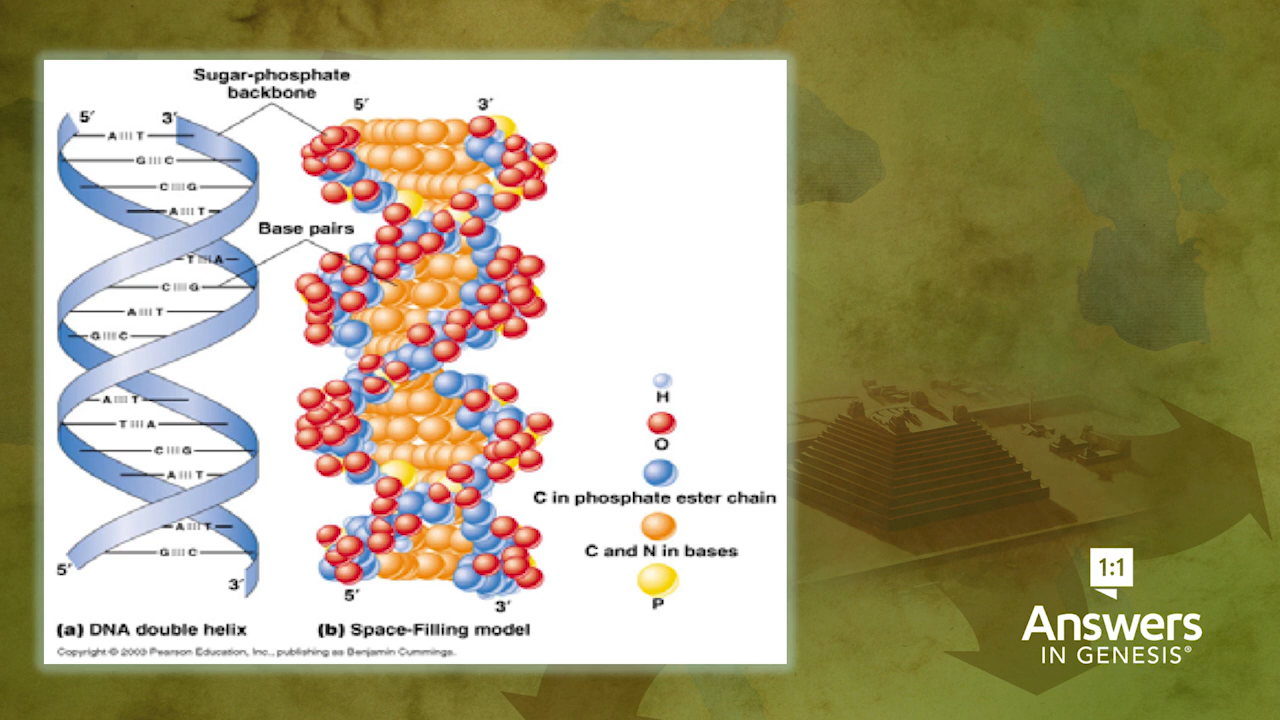 Sugar-phosphate
backbone
5′ 3′
5′ 3′
A T
G C
C G
A T
Base pairs
T A
C G
A T
G C
A T
T A
C G
A T
A T
G C
5′
3′
5′
3′
H
O
C in phosphate ester chain
C and N in bases
P
(a) DNA double helix
(b) Space-Filling model
Copyright © 2003 Pearson Education, Inc., publishing as Benjamin Cummings.
1:1
Answers
IN GENESIS®